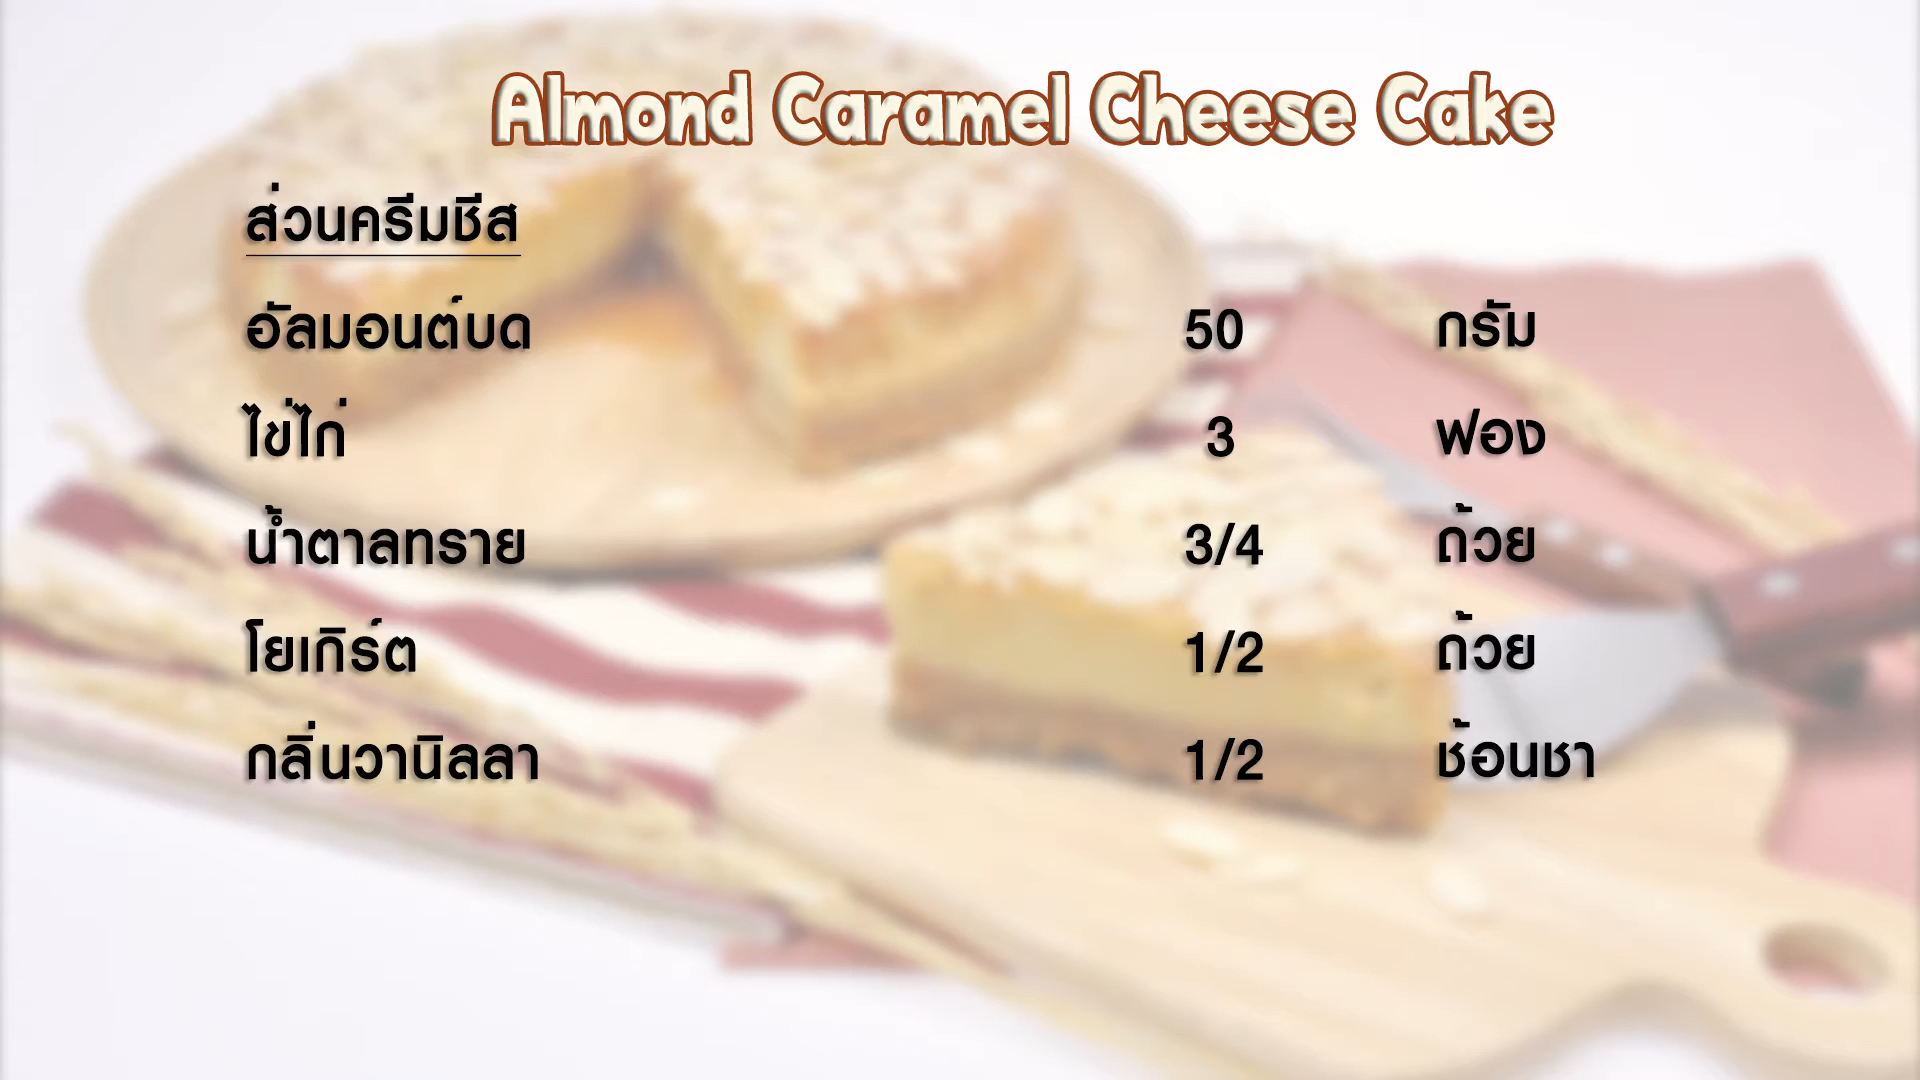 Almond Caramel Cheese Cake
ส่วนครีมชีส
อัลมอนต์บด 50 กรัม
ไข่ไก่ 3 ฟอง
น้ำตาลทราย 3/4 ถ้วย
โยเกิร์ต 1/2 ถ้วย
กลิ่นวานิลลา 1/2 ช้อนชา